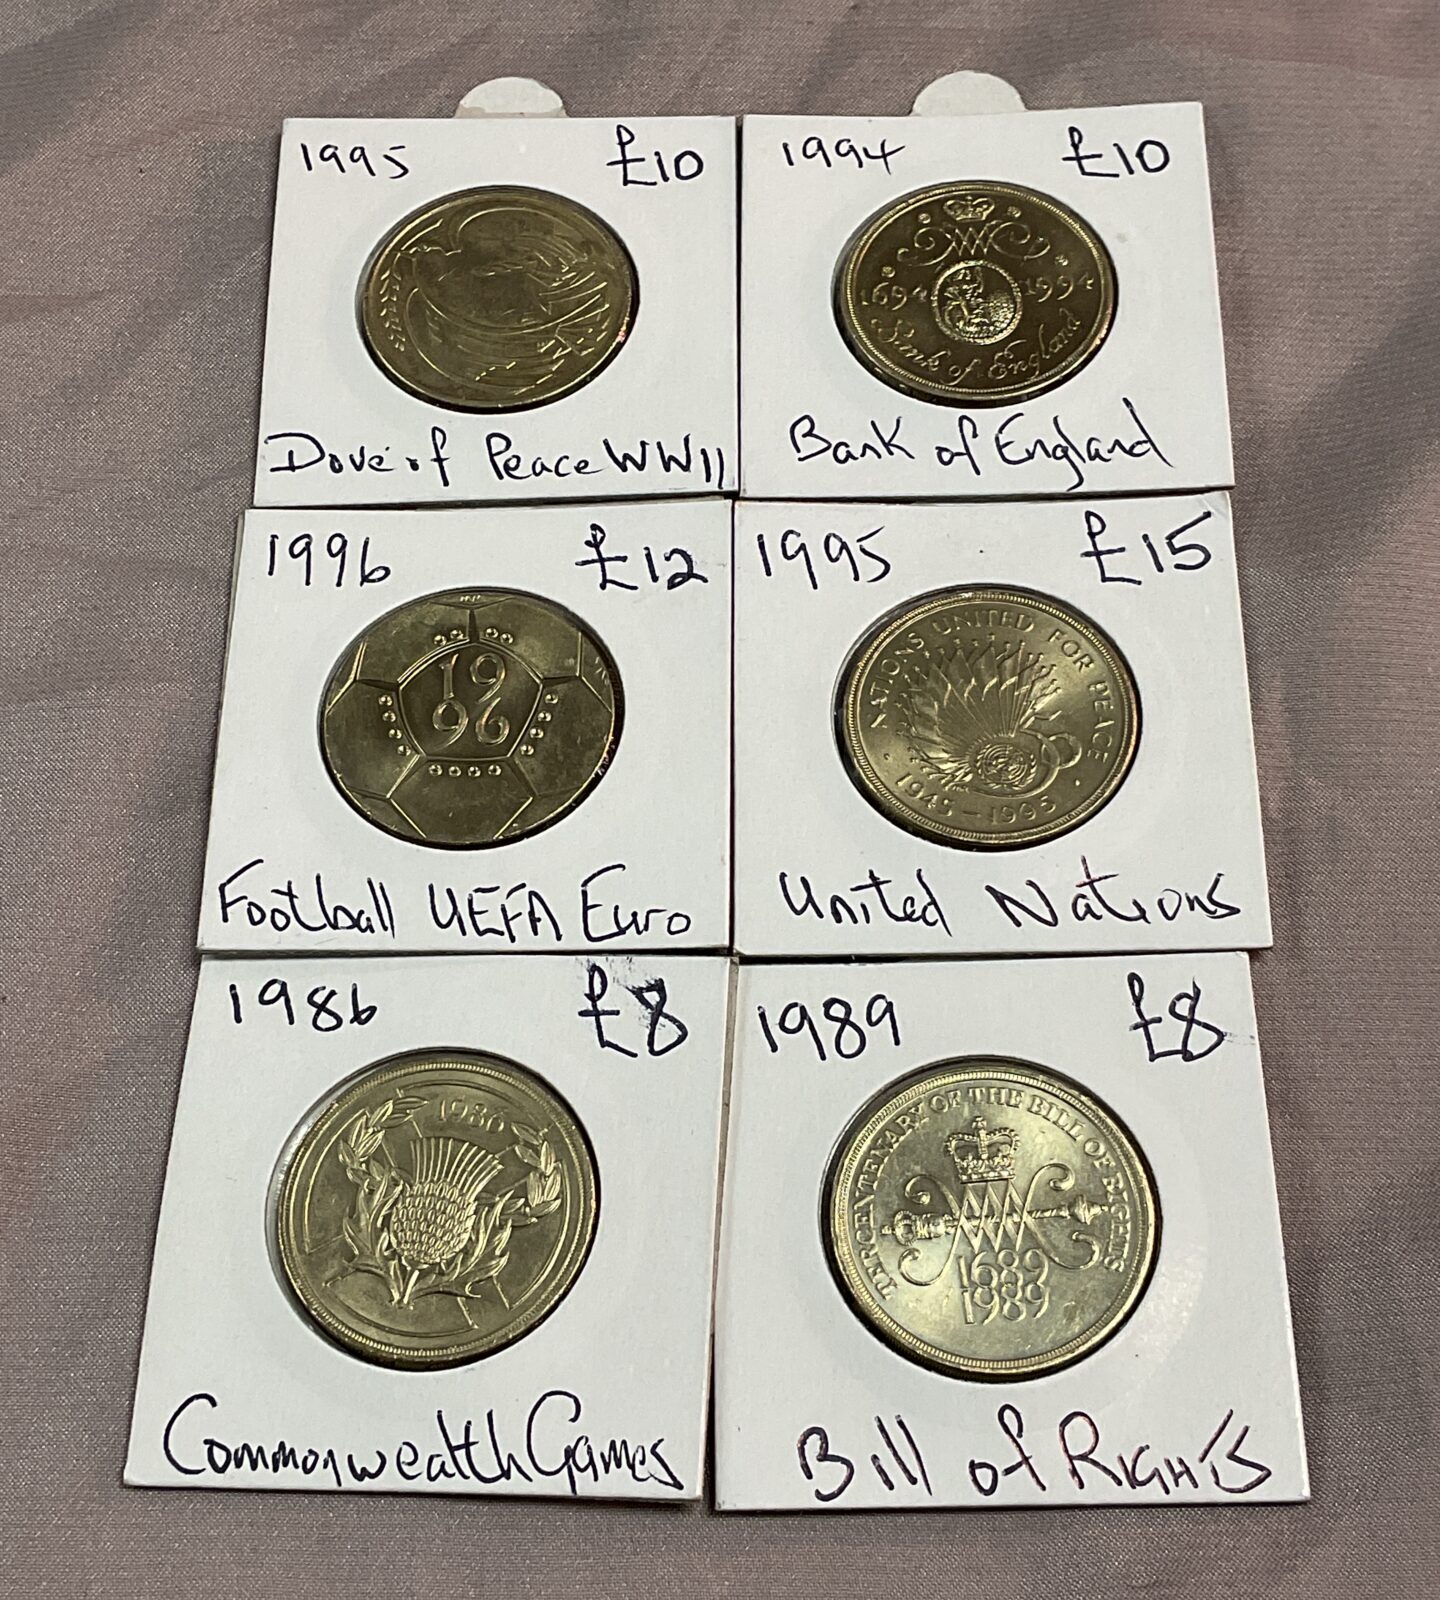 1995 £10
Dove of Peace WWII
1994 £10
1694 1994
Bank of England
Bank of England
1996 £12
19
96
Football UEFA Euro
1995 £15
NATIONS UNITED FOR PEACE
1945-1995
United Nations
1986 £8
1986
Commonwealth Games
1989 £8
TERCENTENARY OF THE BILL OF RIGHTS
1689
1989
Bill of RIGHTS